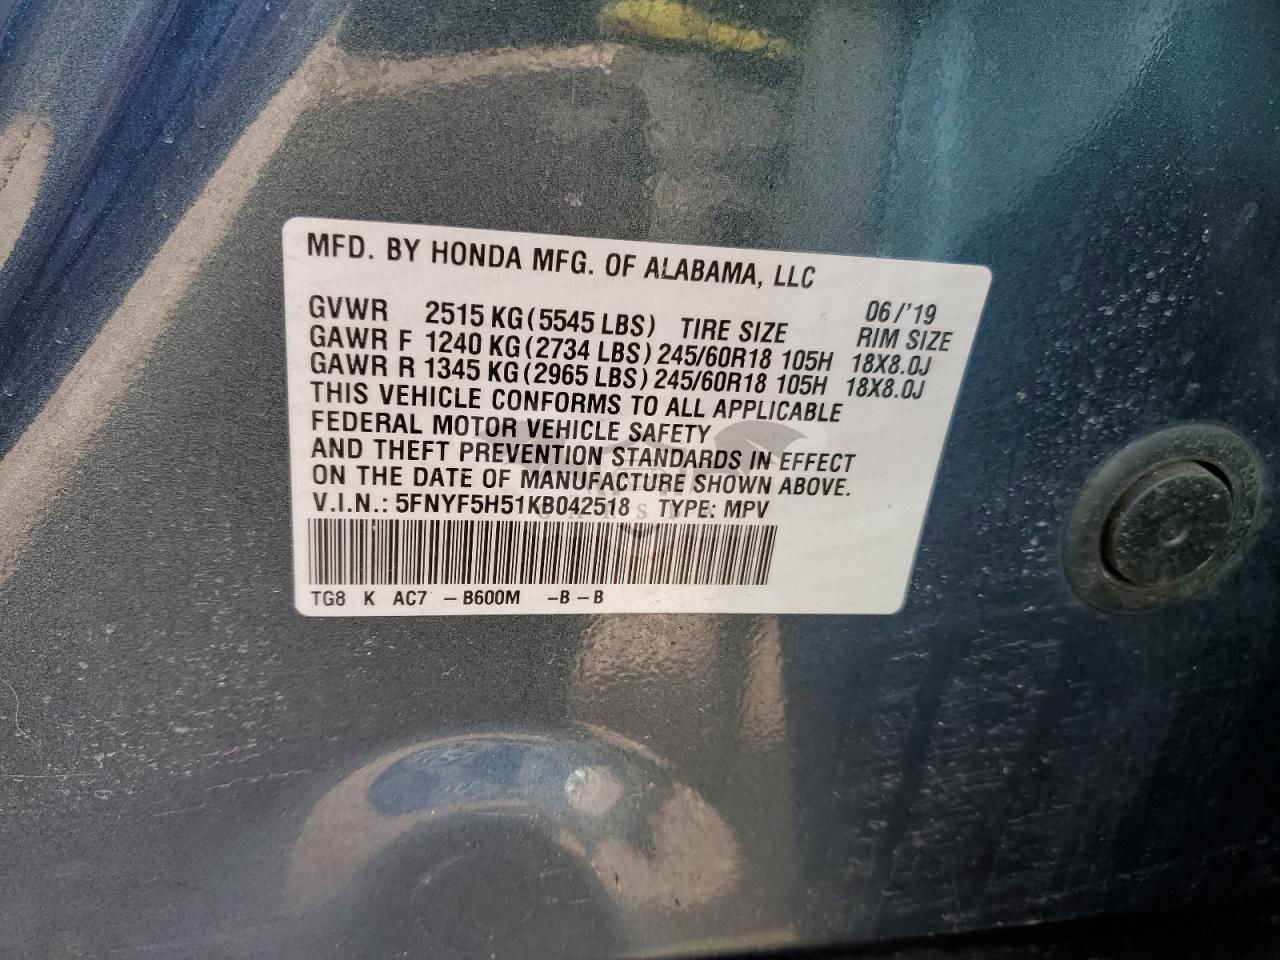 MFD. BY HONDA MFG. OF ALABAMA, LLC
06/'19
GVWR 2515 KG(5545 LBS) TIRE SIZE RIM SIZE
GAWR F 1240 KG(2734 LBS) 245/60R18 105H 18X8.0J
GAWR R 1345 KG(2965 LBS) 245/60R18 105H 18X8.0J
THIS VEHICLE CONFORMS TO ALL APPLICABLE
FEDERAL MOTOR VEHICLE SAFETY
AND THEFT PREVENTION STANDARDS IN EFFECT
ON THE DATE OF MANUFACTURE SHOWN ABOVE.
V.I.N.: 5FNYF5H51KB042518 TYPE: MPV
TG8 K AC7 -B600M -B-B